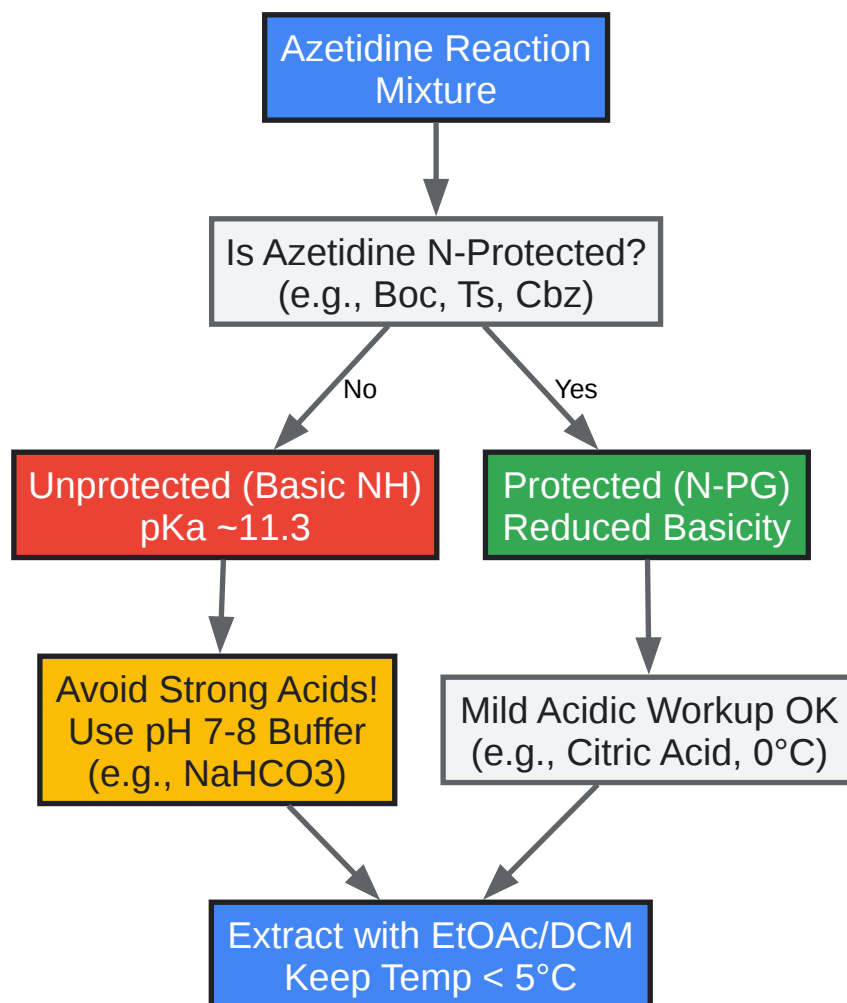 Azetidine Reaction
Mixture
Is Azetidine N-Protected?
(e.g., Boc, Ts, Cbz)
No
Yes
Unprotected (Basic NH)
pKa ~11.3
Protected (N-PG)
Reduced Basicity
Avoid Strong Acids!
Use pH 7-8 Buffer
(e.g., NaHCO3)
Mild Acidic Workup OK
(e.g., Citric Acid, 0°C)
Extract with EtOAc/DCM
Keep Temp < 5°C